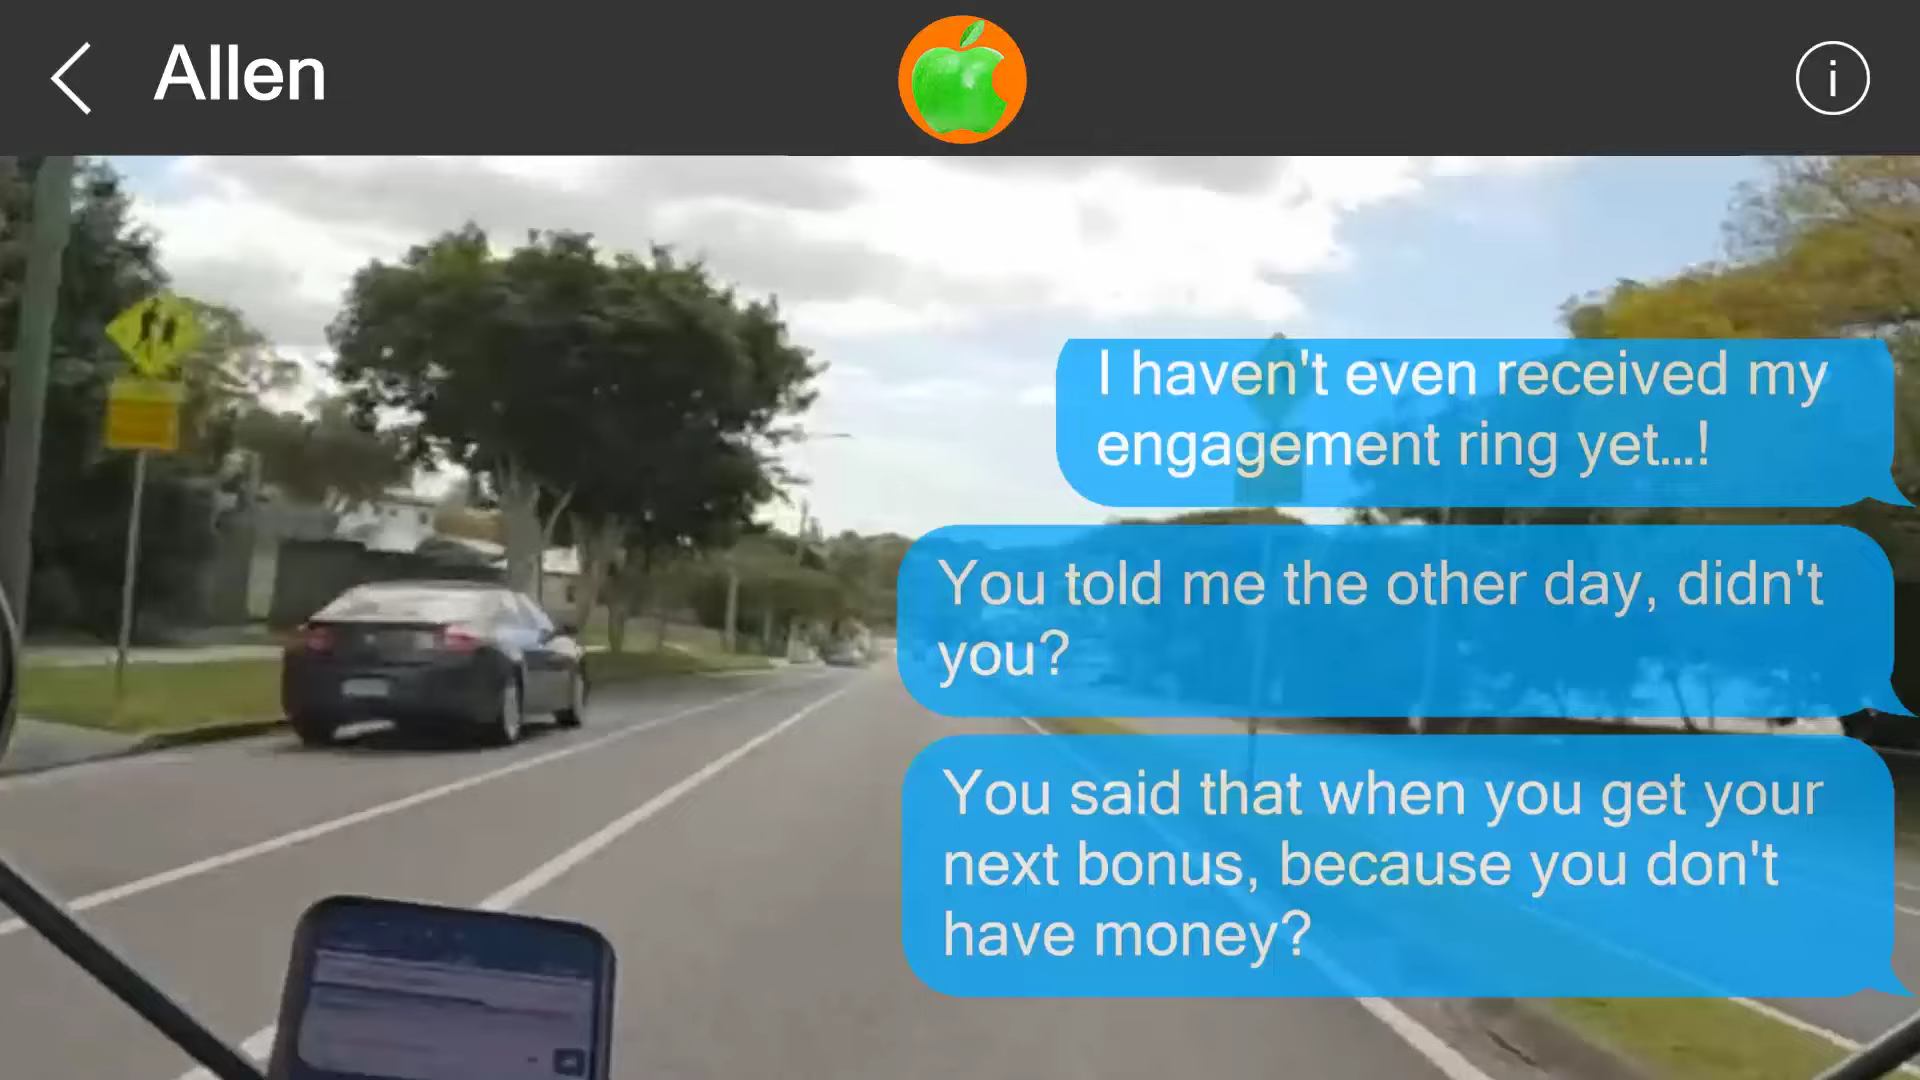 Allen
I haven't even received my
engagement ring yet...!
You told me the other day, didn't
you?
You said that when you get your
next bonus, because you don't
have money?